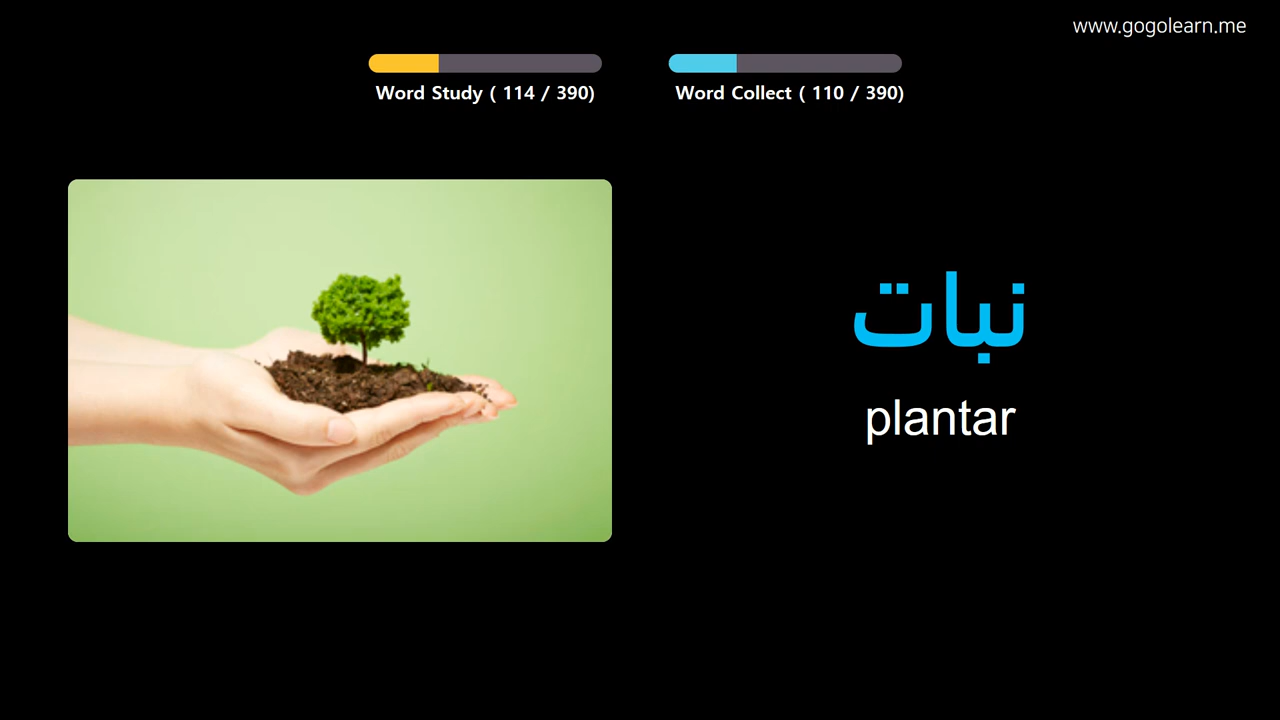 www.gogolearn.me
Word Study ( 114 / 390)
Word Collect ( 110 / 390)
نبات
plantar